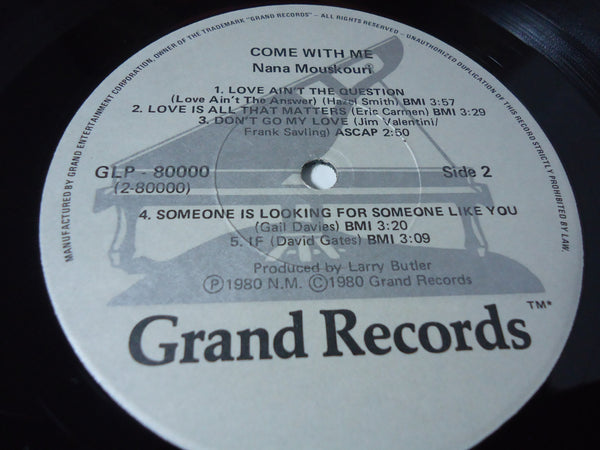 MANUFACTURED BY GRAND ENTERTAINMENT CORPORATION, OWNER OF THE TRADEMARK "GRAND RECORDS" – ALL RIGHTS RESERVED – UNAUTHORIZED DUPLICATION OF THIS RECORD STRICTLY PROHIBITED BY LAW.
COME WITH ME
Nana Mouskouri
1. LOVE AIN'T THE QUESTION
(Love Ain't The Answer) (Hazel Smith) BMI 3:57
2. LOVE IS ALL THAT MATTERS (Eric Carmen) BMI 3:29
3. DON'T GO MY LOVE (Jim Valentini/
Frank Savling) ASCAP 2:50
GLP - 80000 Side 2
(2-80000)
4. SOMEONE IS LOOKING FOR SOMEONE LIKE YOU
(Gail Davies) BMI 3:20
5. IF (David Gates) BMI 3:09
Produced by Larry Butler
Ⓟ1980 N.M. ©1980 Grand Records
Grand Records™*